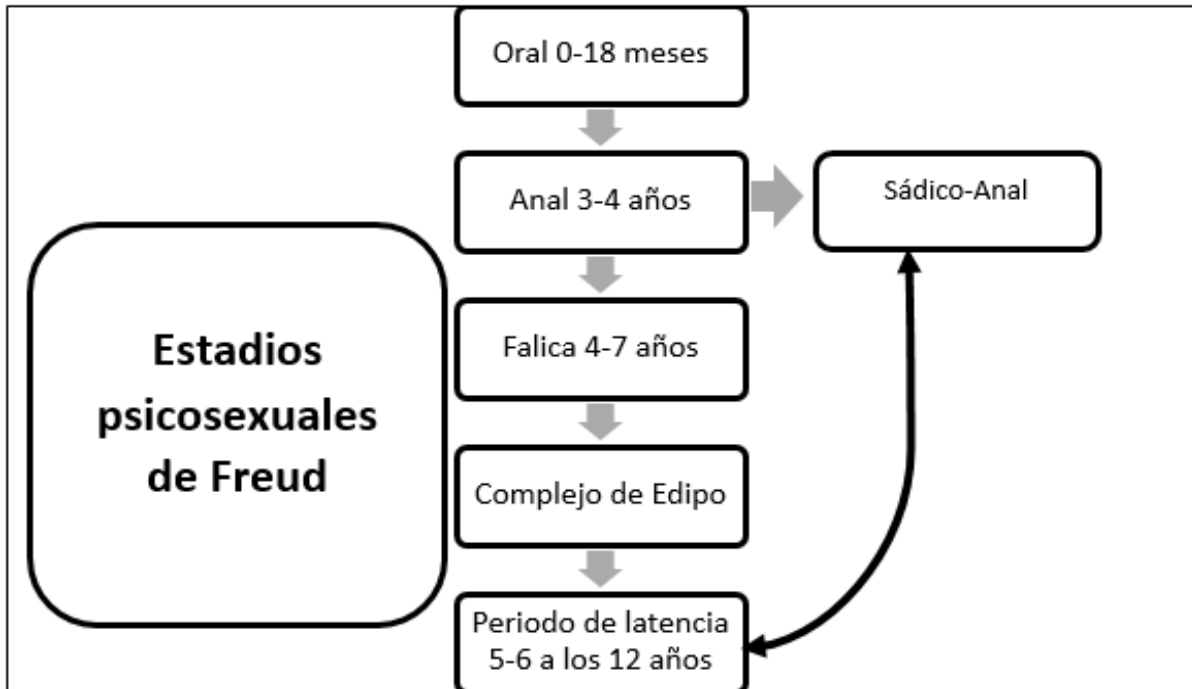 Oral 0-18 meses
Anal 3-4 años
Sádico-Anal
Estadios
psicosexuales
de Freud
Falica 4-7 años
Complejo de Edipo
Periodo de latencia
5-6 a los 12 años